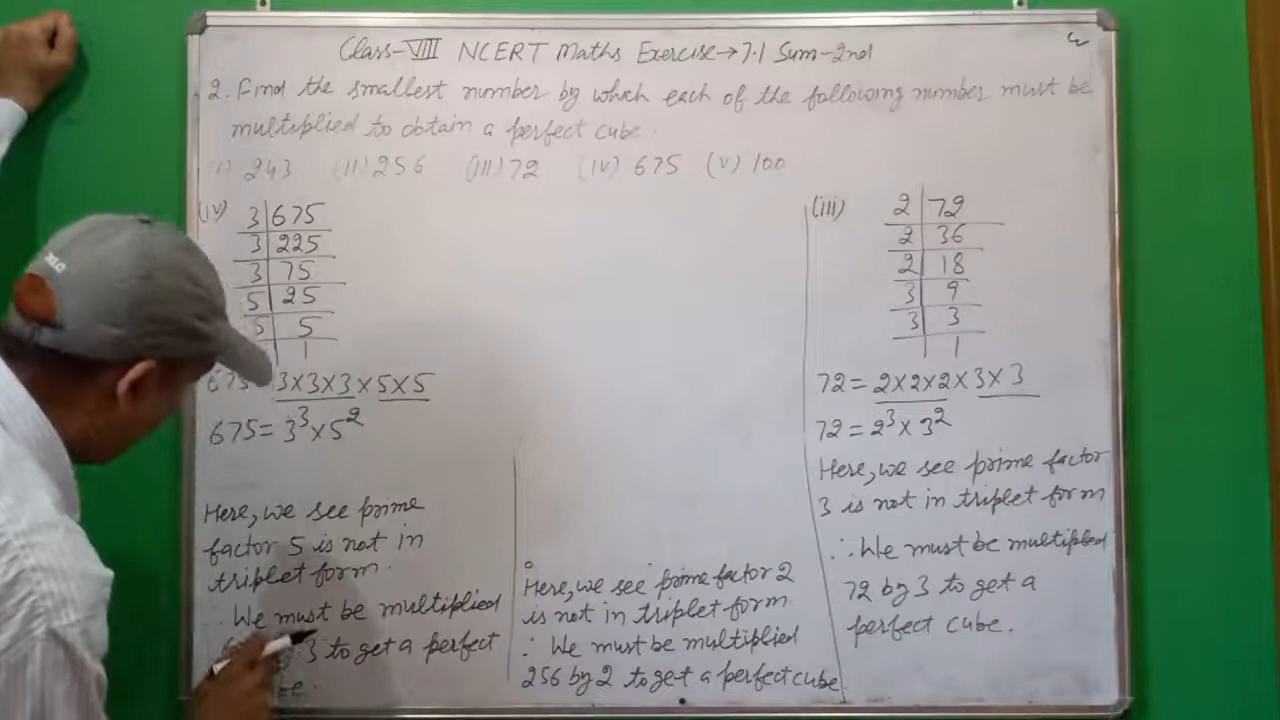 Class-VIII NCERT Maths Exercise→7.1 Sum-2nd
2. Find the smallest number by which each of the following number must be
multiplied to obtain a perfect cube.
(i) 243 (II) 256 (iii) 72 (iv) 675 (v) 100
(iv) 3 | 675
3 | 225
3 | 75
5 | 25
5 | 5
1
675 = 3×3×3×5×5
675 = 3³×5²
Here, we see prime
factor 5 is not in
triplet form.
We must be multiplied
3 to get a perfect
Here, we see prime factor 2
is not in triplet form
∴ We must be multiplied
256 by 2 to get a perfect cube.
(iii) 2 | 72
2 | 36
2 | 18
3 | 9
3 | 3
1
72 = 2×2×2×3×3
72 = 2³×3²
Here, we see prime factor
3 is not in triplet form
∴ We must be multiplied
72 by 3 to get a
perfect cube.